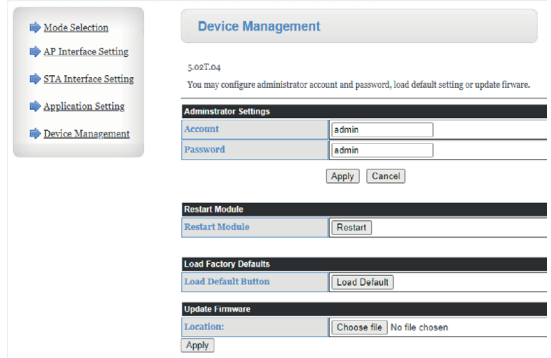 Mode Selection
AP Interface Setting
STA Interface Setting
Application Setting
Device Management
Device Management
5.02T.04
You may configure administrator account and password, load default setting or update firware.
Adminstrator Settings
Account admin
Password admin
Apply Cancel
Restart Module
Restart Module Restart
Load Factory Defaults
Load Default Button Load Default
Update Firmware
Location: Choose file No file chosen
Apply